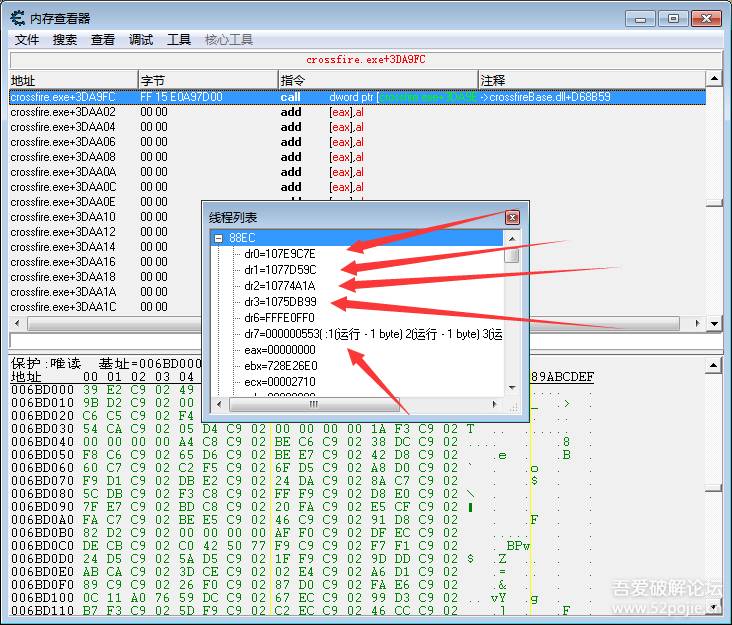 内存查看器
文件 搜索 查看 调试 工具 核心工具
crossfire.exe+3DA9FC
地址 字节 指令 注释
crossfire.exe+3DA9FC FF 15 E0A97D00 call dword ptr [crossfire.exe+3DA9E ->crossfireBase.dll+D68B59
crossfire.exe+3DAA02 00 00 add [eax],al
crossfire.exe+3DAA04 00 00 add [eax],al
crossfire.exe+3DAA06 00 00 add [eax],al
crossfire.exe+3DAA08 00 00 add [eax],al
crossfire.exe+3DAA0A 00 00 add [eax],al
crossfire.exe+3DAA0C 00 00 add [eax],al
crossfire.exe+3DAA0E 00 00
crossfire.exe+3DAA10 00 00
crossfire.exe+3DAA12 00 00
crossfire.exe+3DAA14 00 00
crossfire.exe+3DAA16 00 00
crossfire.exe+3DAA18 00 00
crossfire.exe+3DAA1A 00 00
crossfire.exe+3DAA1C 00 00
线程列表
88EC
dr0=107E9C7E
dr1=1077D59C
dr2=10774A1A
dr3=1075DB99
dr6=FFFE0FF0
dr7=000000553( :1(运行 - 1 byte) 2(运行 - 1 byte) 3(运
eax=00000000
ebx=728E26E0
ecx=00002710
保护:唯读 基址=006BD000
地址 00 01 02 03 04 89ABCDEF
006BD000 39 E2 C9 02 49
006BD010 9B D2 C9 02 00 _ >
006BD020 C6 C5 C9 02 F4
006BD030 54 CA C9 02 05 D4 C9 02 00 00 00 00 1A F3 C9 02 T
006BD040 00 00 00 00 A4 C8 C9 02 BE C6 C9 02 38 DC C9 02 8
006BD050 F8 C6 C9 02 65 D6 C9 02 BE E7 C9 02 42 D8 C9 02 e B
006BD060 60 C7 C9 02 C2 F5 C9 02 6F D5 C9 02 A8 D0 C9 02 ` o
006BD070 F9 D1 C9 02 DB E2 C9 02 24 DA C9 02 8A C7 C9 02 $
006BD080 5C DB C9 02 F3 C8 C9 02 FF F9 C9 02 D8 E0 C9 02 \
006BD090 7F E7 C9 02 BD C8 C9 02 20 FA C9 02 E5 CF C9 02
006BD0A0 FA C7 C9 02 BE E5 C9 02 46 C9 C9 02 91 D8 C9 02 F
006BD0B0 82 D2 C9 02 00 00 00 00 AF F0 C9 02 DF EC C9 02
006BD0C0 DE CB C9 02 C0 42 50 77 F9 C9 C9 02 F7 F1 C9 02 BPw
006BD0D0 24 D5 C9 02 5A D5 C9 02 1F F9 C9 02 9D DD C9 02 $ Z
006BD0E0 AB CA C9 02 3D CE C9 02 02 E4 C9 02 A6 D1 C9 02 =
006BD0F0 89 C9 C9 02 26 F0 C9 02 87 D0 C9 02 FA E6 C9 02 &
006BD100 0C 11 A0 76 59 DC C9 02 67 EC C9 02 99 D3 C9 02 vY g
006BD110 B7 F3 C9 02 5D F9 C9 02 C2 EC C9 02 46 CC C9 02 ] F
吾爱破解论坛
www.52pojie.cn